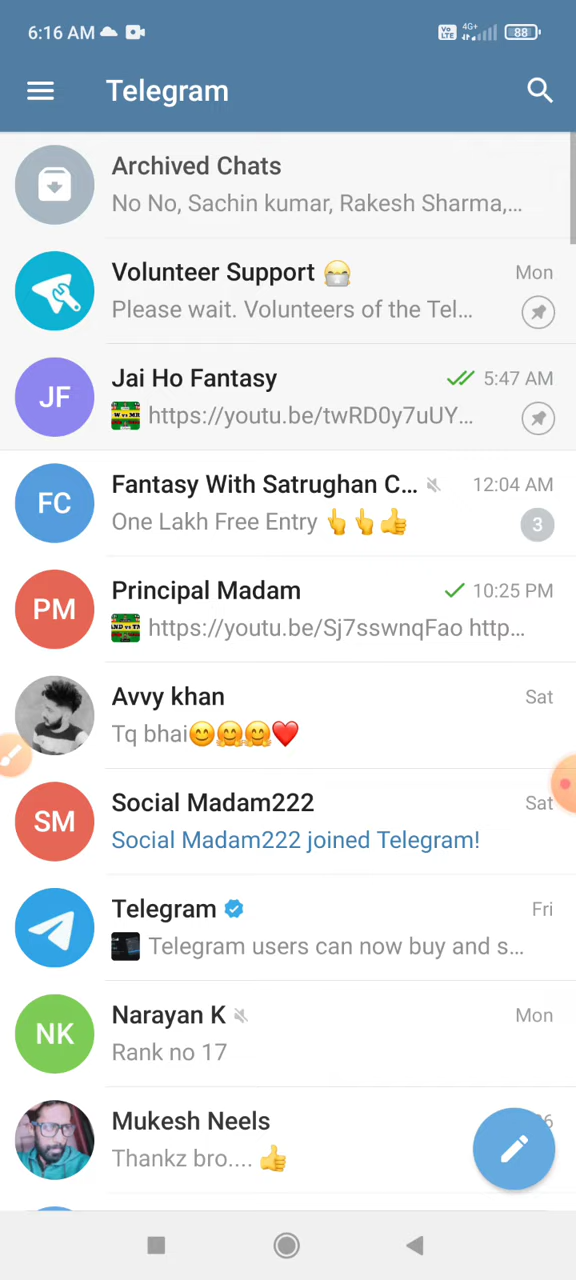 6:16 AM
Vo LTE 4G+ 88
Telegram
Archived Chats
No No, Sachin kumar, Rakesh Sharma,...
Volunteer Support 😷 Mon
Please wait. Volunteers of the Tel...
JF
Jai Ho Fantasy 5:47 AM
https://youtu.be/twRD0y7uUY...
FC
Fantasy With Satrughan C... 12:04 AM
One Lakh Free Entry 👆👆👍 3
PM
Principal Madam 10:25 PM
https://youtu.be/Sj7sswnqFao http...
Avvy khan Sat
Tq bhai😊🤗🤗❤️
SM
Social Madam222 Sat
Social Madam222 joined Telegram!
Telegram Fri
Telegram users can now buy and s...
NK
Narayan K Mon
Rank no 17
Mukesh Neels
Thankz bro.... 👍